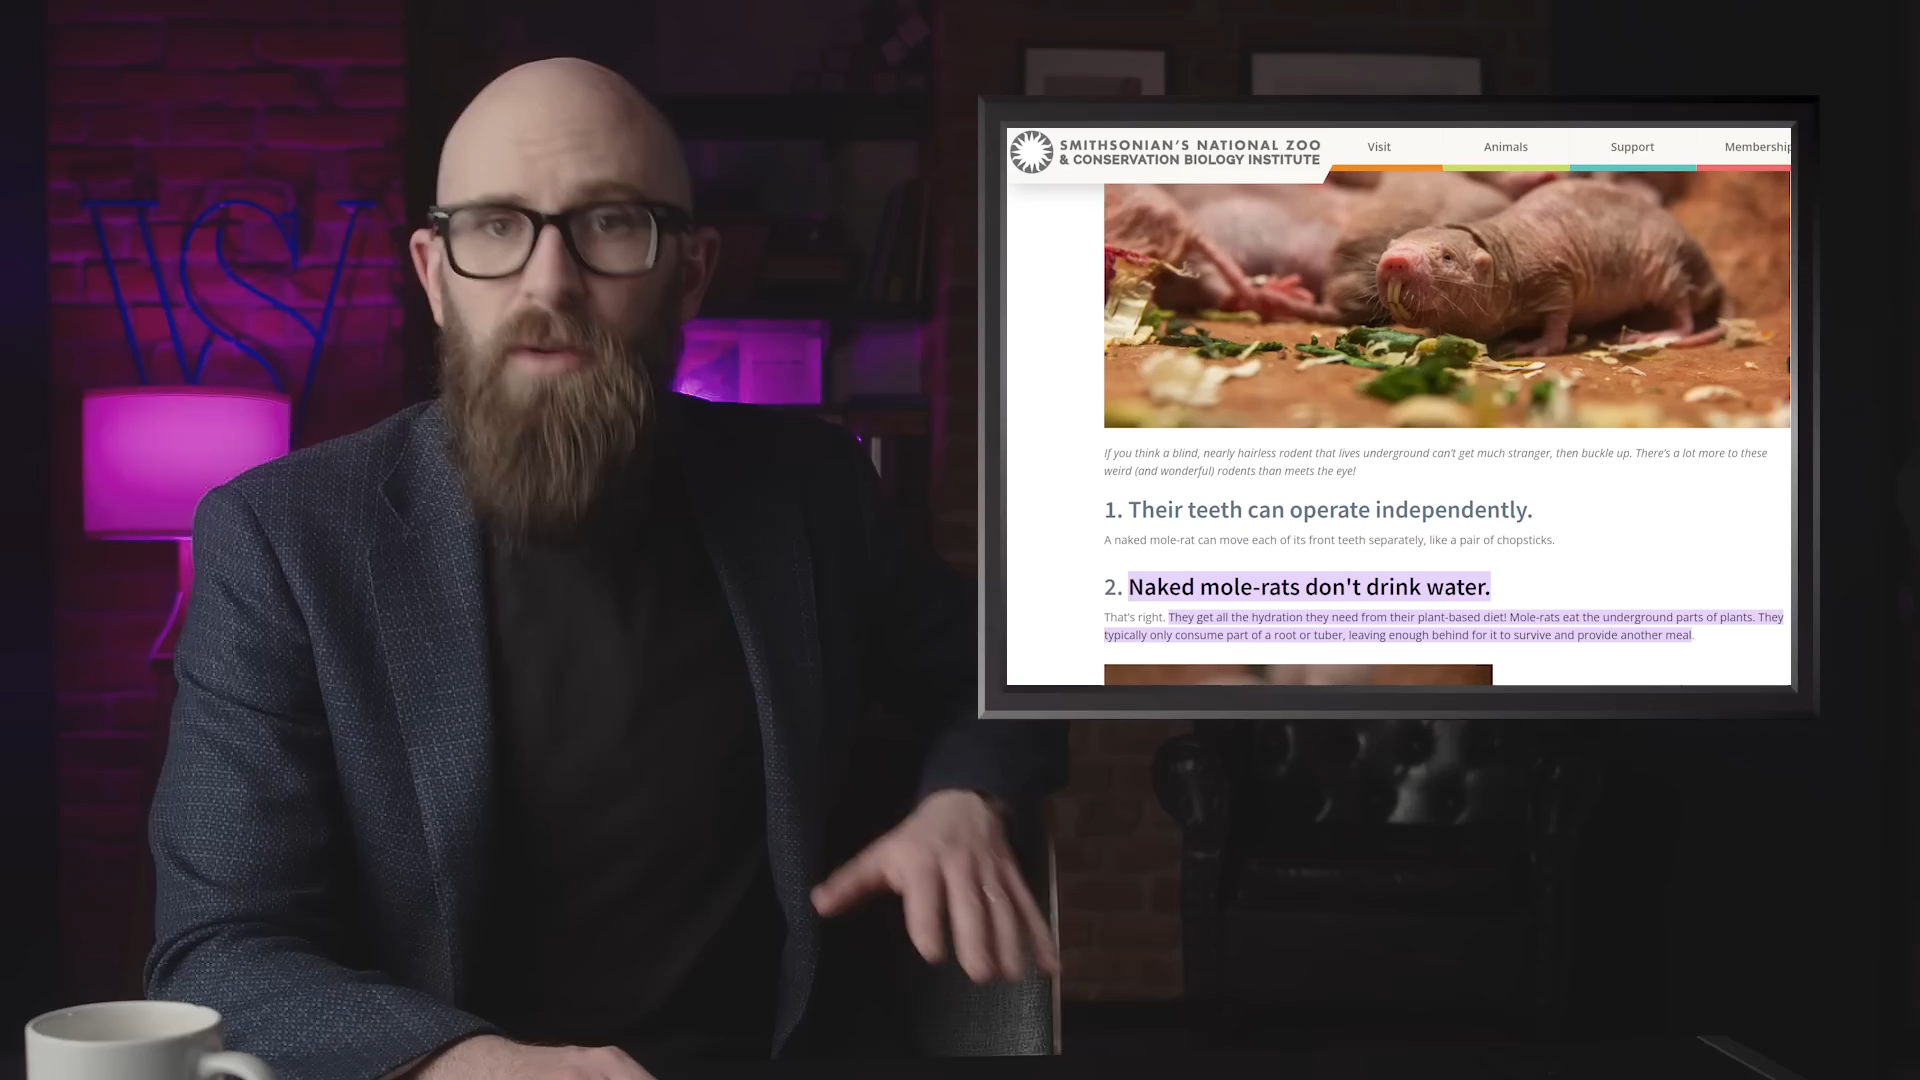 SMITHSONIAN'S NATIONAL ZOO
& CONSERVATION BIOLOGY INSTITUTE
Visit
Animals
Support
Membership
If you think a blind, nearly hairless rodent that lives underground can't get much stranger, then buckle up. There's a lot more to these
weird (and wonderful) rodents than meets the eye!
1. Their teeth can operate independently.
A naked mole-rat can move each of its front teeth separately, like a pair of chopsticks.
2. Naked mole-rats don't drink water.
That's right. They get all the hydration they need from their plant-based diet! Mole-rats eat the underground parts of plants. They
typically only consume part of a root or tuber, leaving enough behind for it to survive and provide another meal.